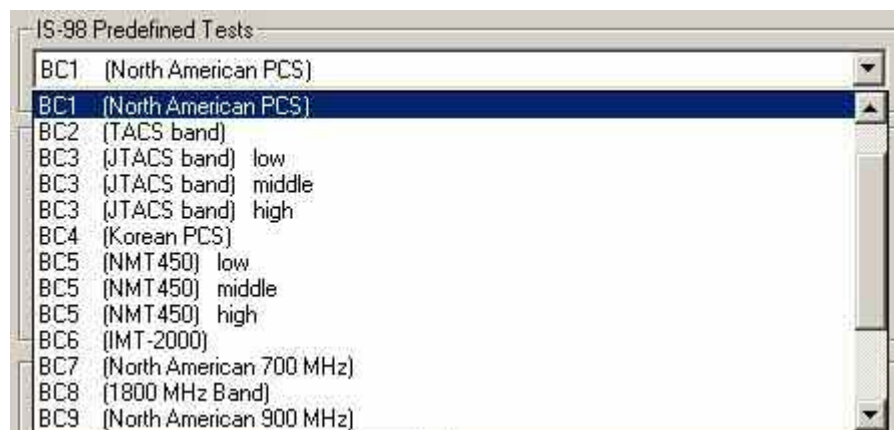 IS-98 Predefined Tests
BC1 (North American PCS)
BC1 (North American PCS)
BC2 (TACS band)
BC3 (JTACS band) low
BC3 (JTACS band) middle
BC3 (JTACS band) high
BC4 (Korean PCS)
BC5 (NMT450) low
BC5 (NMT450) middle
BC5 (NMT450) high
BC6 (IMT-2000)
BC7 (North American 700 MHz)
BC8 (1800 MHz Band)
BC9 (North American 900 MHz)